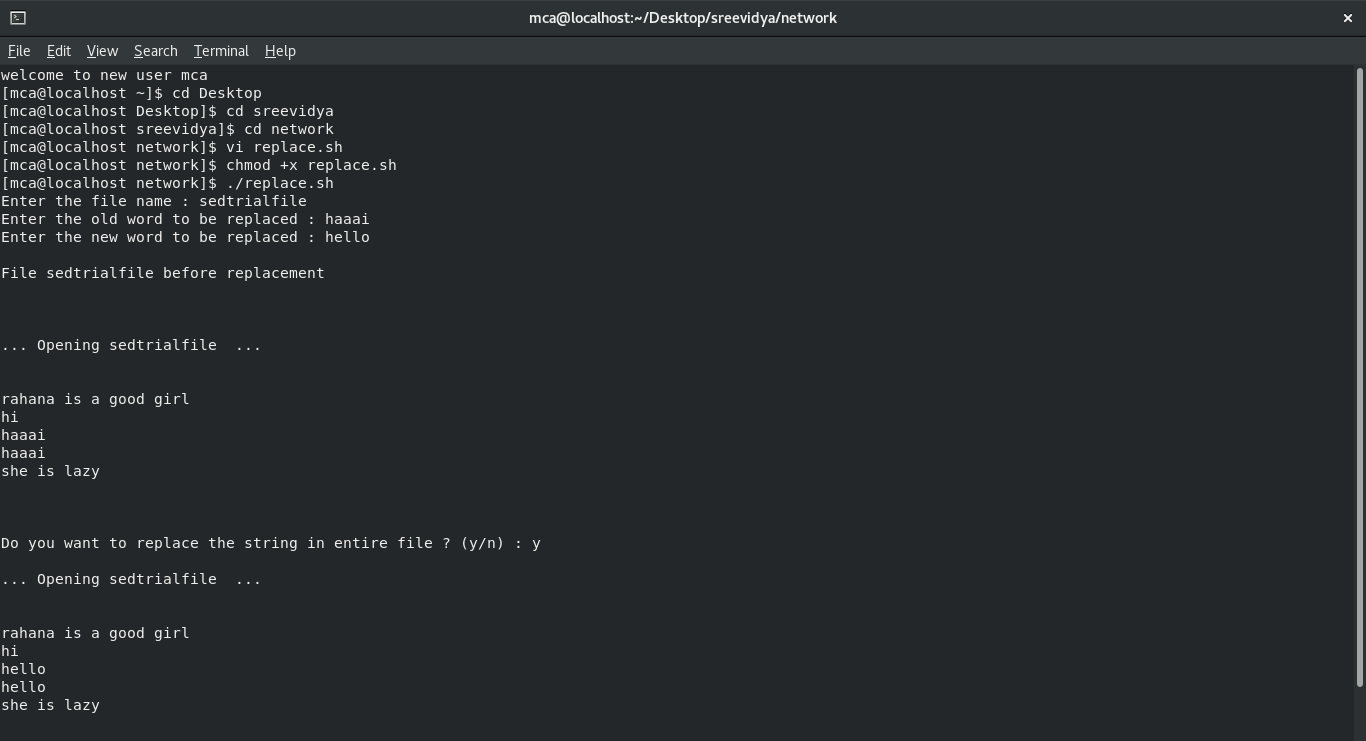 mca@localhost:~/Desktop/sreevidya/network
File Edit View Search Terminal Help
welcome to new user mca
[mca@localhost ~]$ cd Desktop
[mca@localhost Desktop]$ cd sreevidya
[mca@localhost sreevidya]$ cd network
[mca@localhost network]$ vi replace.sh
[mca@localhost network]$ chmod +x replace.sh
[mca@localhost network]$ ./replace.sh
Enter the file name : sedtrialfile
Enter the old word to be replaced : haaai
Enter the new word to be replaced : hello
File sedtrialfile before replacement
... Opening sedtrialfile  ...
rahana is a good girl
hi
haaai
haaai
she is lazy
Do you want to replace the string in entire file ? (y/n) : y
... Opening sedtrialfile  ...
rahana is a good girl
hi
hello
hello
she is lazy